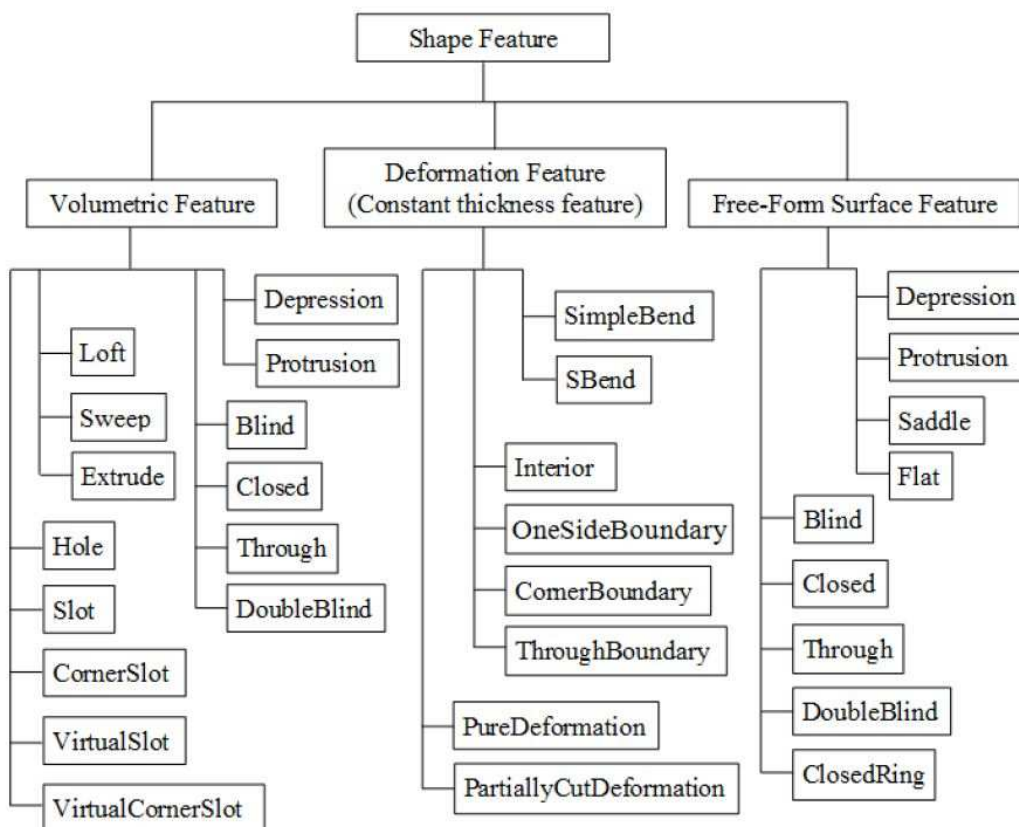 Shape Feature
Volumetric Feature
Deformation Feature
(Constant thickness feature)
Free-Form Surface Feature
Depression
Protrusion
Loft
Sweep
Extrude
Blind
Closed
Through
DoubleBlind
Hole
Slot
CornerSlot
VirtualSlot
VirtualCornerSlot
SimpleBend
SBend
Interior
OneSideBoundary
CornerBoundary
ThroughBoundary
PureDeformation
PartiallyCutDeformation
Depression
Protrusion
Saddle
Flat
Blind
Closed
Through
DoubleBlind
ClosedRing